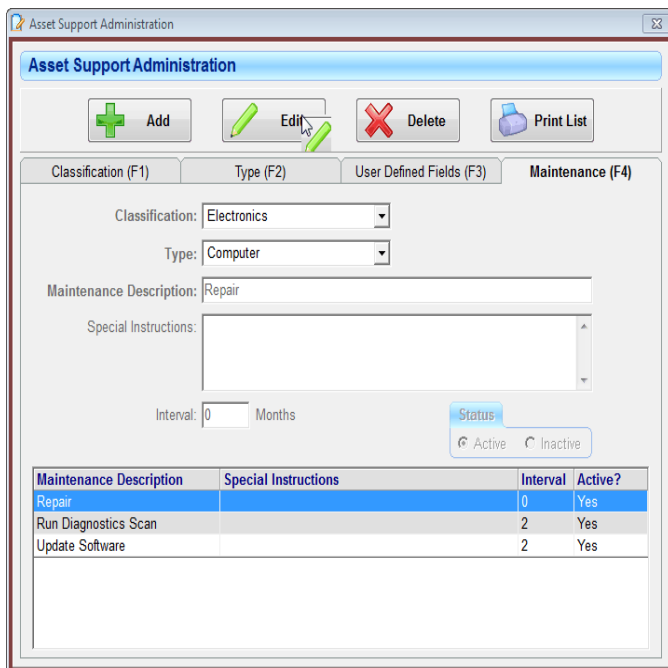 Asset Support Administration
Asset Support Administration
Add Edit Delete Print List
Classification (F1) Type (F2) User Defined Fields (F3) Maintenance (F4)
Classification: Electronics
Type: Computer
Maintenance Description: Repair
Special Instructions:
Interval: 0 Months
Status
Active Inactive
Maintenance Description Special Instructions Interval Active?
Repair 0 Yes
Run Diagnostics Scan 2 Yes
Update Software 2 Yes